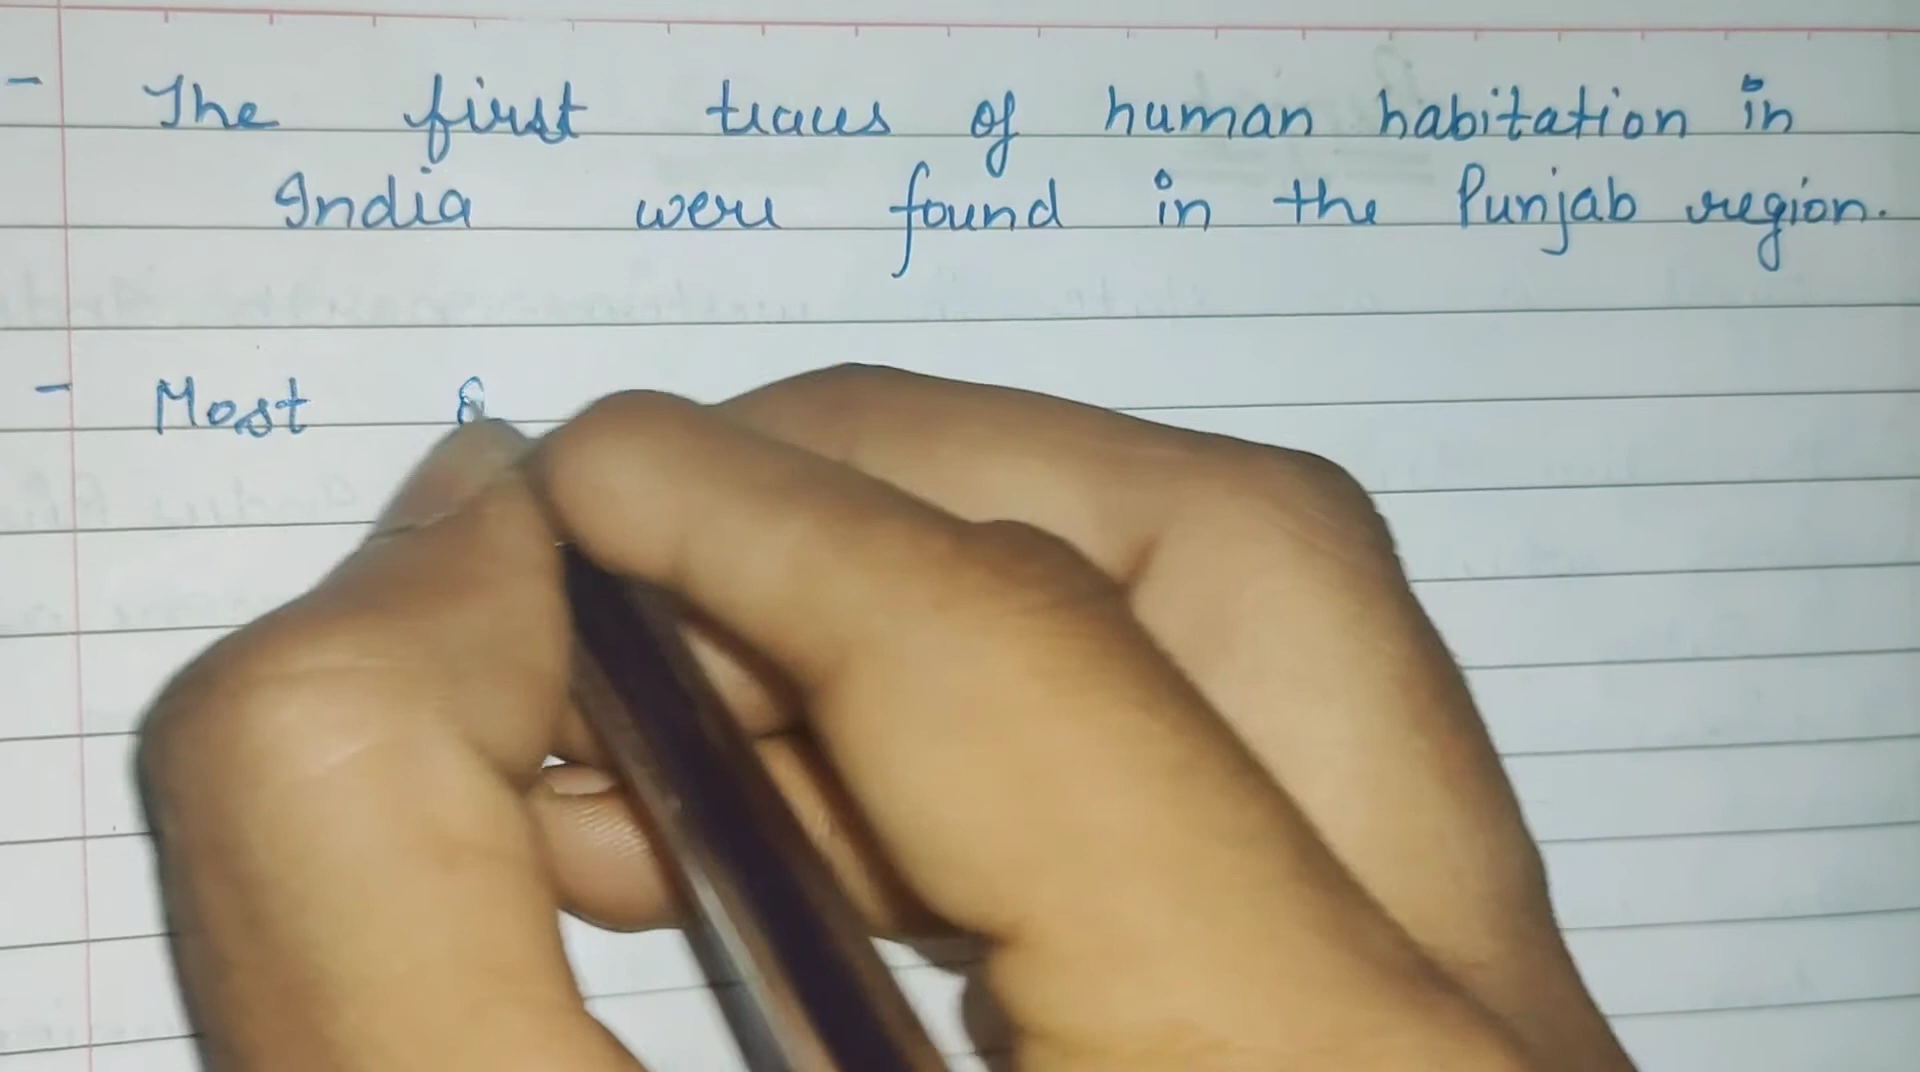 - The first traces of human habitation in
India were found in the Punjab region.
- Most